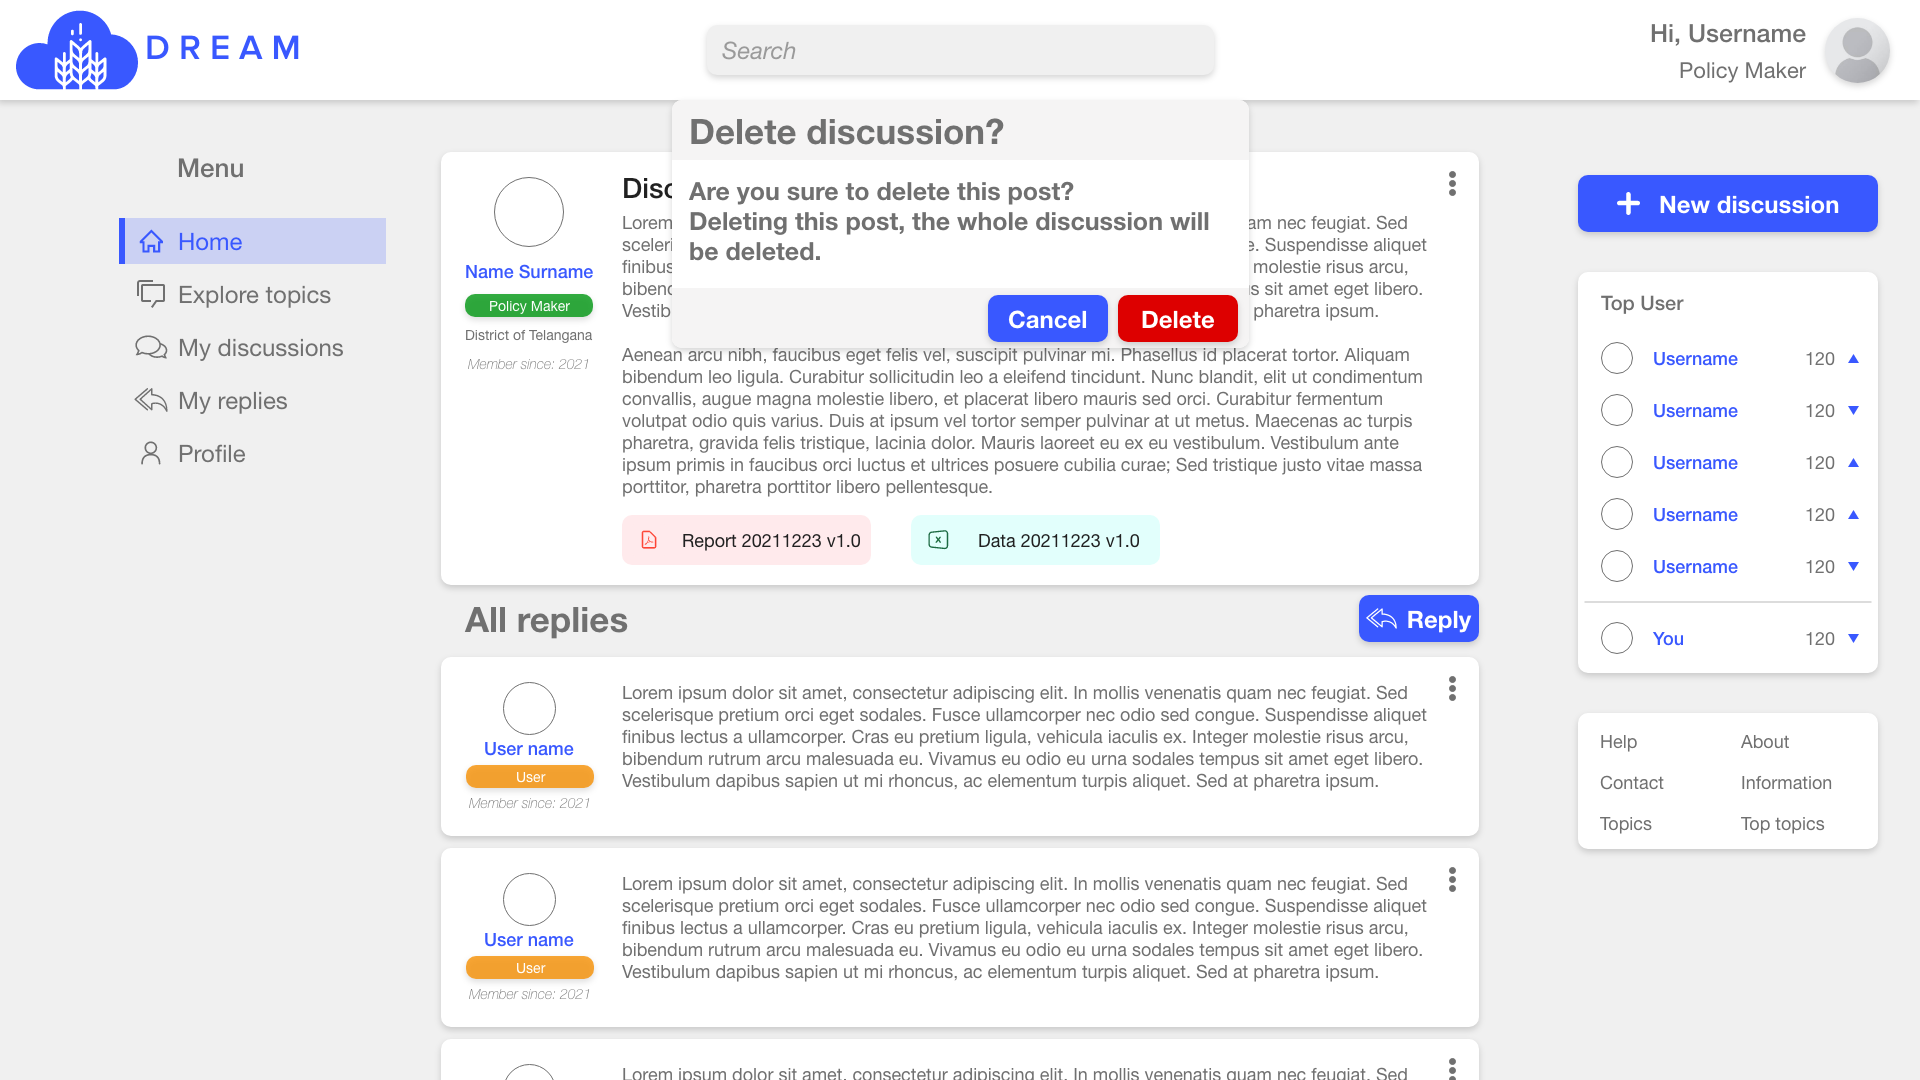 DREAM
Search
Hi, Username
Policy Maker
Menu
Home
Explore topics
My discussions
My replies
Profile
Delete discussion?
Are you sure to delete this post?
Deleting this post, the whole discussion will
be deleted.
Cancel
Delete
Name Surname
Policy Maker
District of Telangana
Member since: 2021
Disc
Lorem am nec feugiat. Sed
sceleri e. Suspendisse aliquet
finibus molestie risus arcu,
bibend s sit amet eget libero.
Vestib pharetra ipsum.
Aenean arcu nibh, faucibus eget felis vel, suscipit pulvinar mi. Phasellus id placerat tortor. Aliquam
bibendum leo ligula. Curabitur sollicitudin leo a eleifend tincidunt. Nunc blandit, elit ut condimentum
convallis, augue magna molestie libero, et placerat libero mauris sed orci. Curabitur fermentum
volutpat odio quis varius. Duis at ipsum vel tortor semper pulvinar at ut metus. Maecenas ac turpis
pharetra, gravida felis tristique, lacinia dolor. Mauris laoreet eu ex eu vestibulum. Vestibulum ante
ipsum primis in faucibus orci luctus et ultrices posuere cubilia curae; Sed tristique justo vitae massa
porttitor, pharetra porttitor libero pellentesque.
Report 20211223 v1.0
Data 20211223 v1.0
All replies
Reply
User name
User
Member since: 2021
Lorem ipsum dolor sit amet, consectetur adipiscing elit. In mollis venenatis quam nec feugiat. Sed
scelerisque pretium orci eget sodales. Fusce ullamcorper nec odio sed congue. Suspendisse aliquet
finibus lectus a ullamcorper. Cras eu pretium ligula, vehicula iaculis ex. Integer molestie risus arcu,
bibendum rutrum arcu malesuada eu. Vivamus eu odio eu urna sodales tempus sit amet eget libero.
Vestibulum dapibus sapien ut mi rhoncus, ac elementum turpis aliquet. Sed at pharetra ipsum.
User name
User
Member since: 2021
Lorem ipsum dolor sit amet, consectetur adipiscing elit. In mollis venenatis quam nec feugiat. Sed
scelerisque pretium orci eget sodales. Fusce ullamcorper nec odio sed congue. Suspendisse aliquet
finibus lectus a ullamcorper. Cras eu pretium ligula, vehicula iaculis ex. Integer molestie risus arcu,
bibendum rutrum arcu malesuada eu. Vivamus eu odio eu urna sodales tempus sit amet eget libero.
Vestibulum dapibus sapien ut mi rhoncus, ac elementum turpis aliquet. Sed at pharetra ipsum.
Lorem ipsum dolor sit amet, consectetur adipiscing elit. In mollis venenatis quam nec feugiat. Sed
New discussion
Top User
Username 120
Username 120
Username 120
Username 120
Username 120
You 120
Help About
Contact Information
Topics Top topics